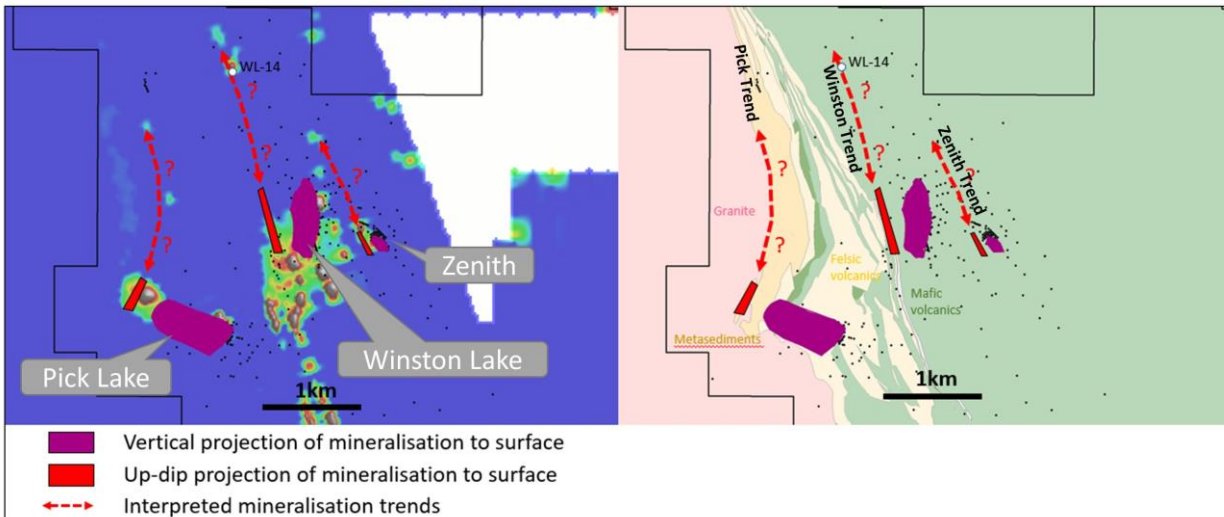 WL-14
?
?
?
?
?
Zenith
Winston Lake
Pick Lake
1km
Pick Trend
Winston Trend
WL-14
?
?
Zenith Trend
?
?
?
Granite
Felsic
volcanics
Mafic
volcanics
Metasediments
1km
Vertical projection of mineralisation to surface
Up-dip projection of mineralisation to surface
Interpreted mineralisation trends